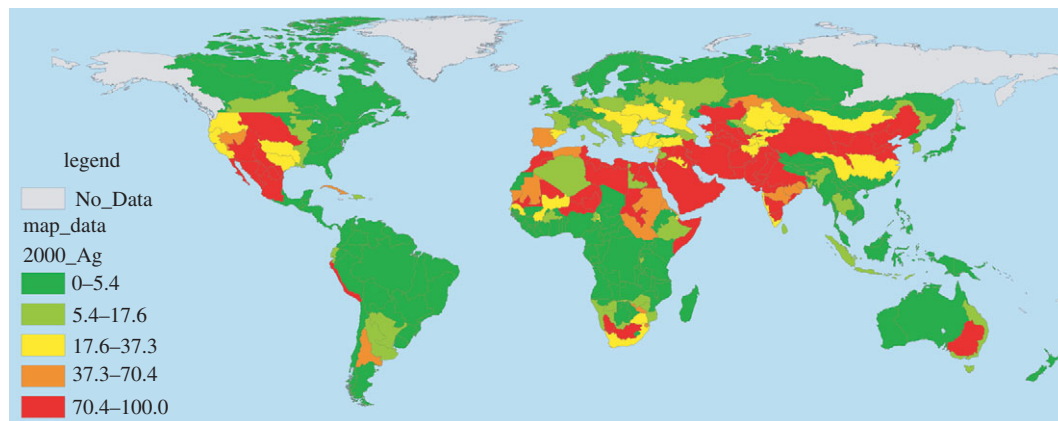 legend
No_Data
map_data
2000_Ag
0–5.4
5.4–17.6
17.6–37.3
37.3–70.4
70.4–100.0